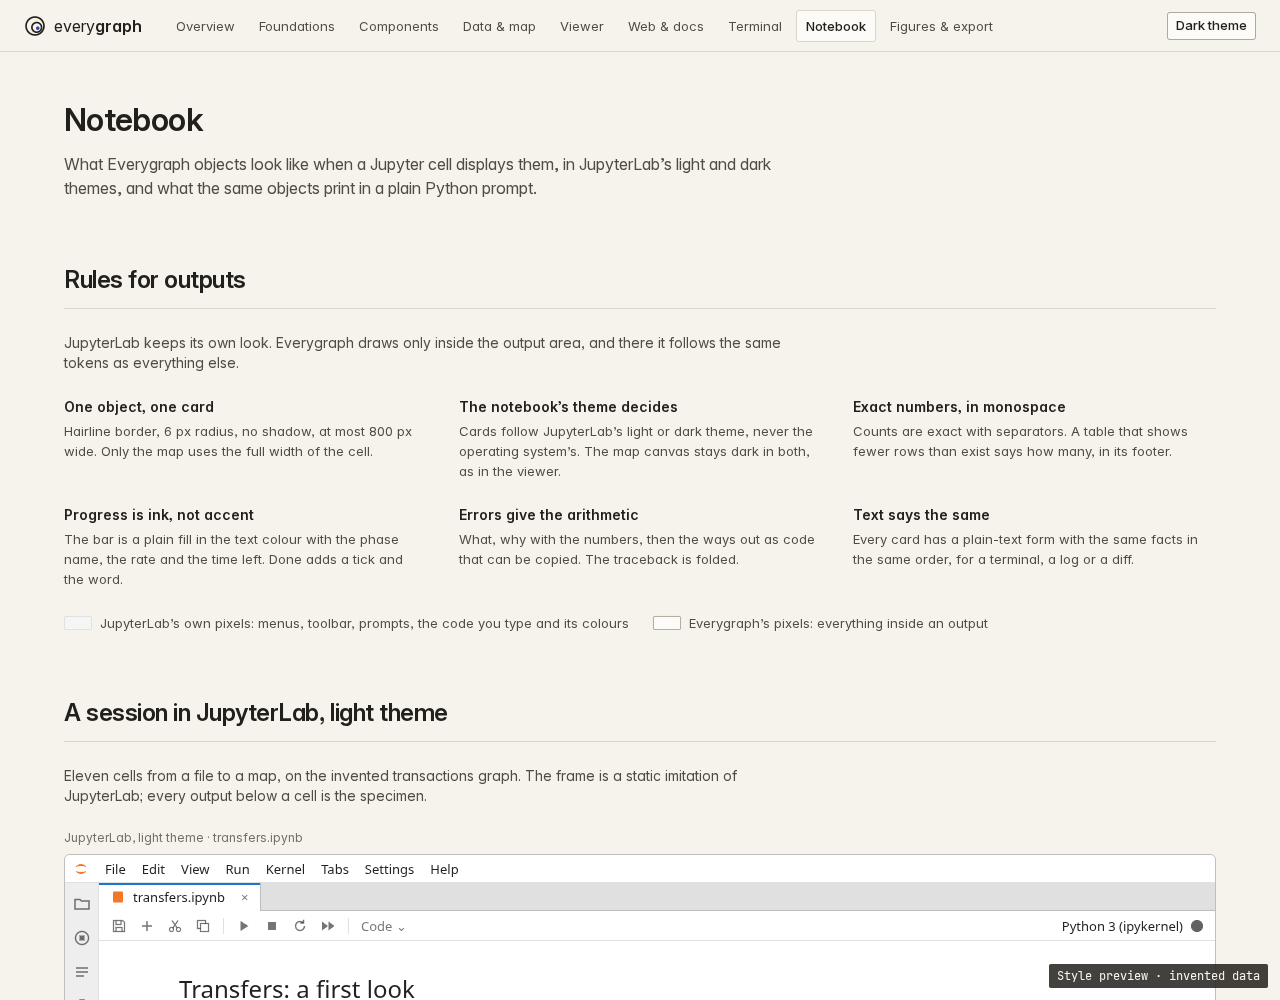 everygraph
Overview
Foundations
Components
Data & map
Viewer
Web & docs
Terminal
Notebook
Figures & export
Dark theme
Notebook
What Everygraph objects look like when a Jupyter cell displays them, in JupyterLab’s light and dark
themes, and what the same objects print in a plain Python prompt.
Rules for outputs
JupyterLab keeps its own look. Everygraph draws only inside the output area, and there it follows the same
tokens as everything else.
One object, one card
Hairline border, 6 px radius, no shadow, at most 800 px
wide. Only the map uses the full width of the cell.
The notebook’s theme decides
Cards follow JupyterLab’s light or dark theme, never the
operating system’s. The map canvas stays dark in both,
as in the viewer.
Exact numbers, in monospace
Counts are exact with separators. A table that shows
fewer rows than exist says how many, in its footer.
Progress is ink, not accent
The bar is a plain fill in the text colour with the phase
name, the rate and the time left. Done adds a tick and
the word.
Errors give the arithmetic
What, why with the numbers, then the ways out as code
that can be copied. The traceback is folded.
Text says the same
Every card has a plain-text form with the same facts in
the same order, for a terminal, a log or a diff.
JupyterLab’s own pixels: menus, toolbar, prompts, the code you type and its colours
Everygraph’s pixels: everything inside an output
A session in JupyterLab, light theme
Eleven cells from a file to a map, on the invented transactions graph. The frame is a static imitation of
JupyterLab; every output below a cell is the specimen.
JupyterLab, light theme · transfers.ipynb
File
Edit
View
Run
Kernel
Tabs
Settings
Help
transfers.ipynb ×
Code
Python 3 (ipykernel)
Transfers: a first look
Style preview · invented data